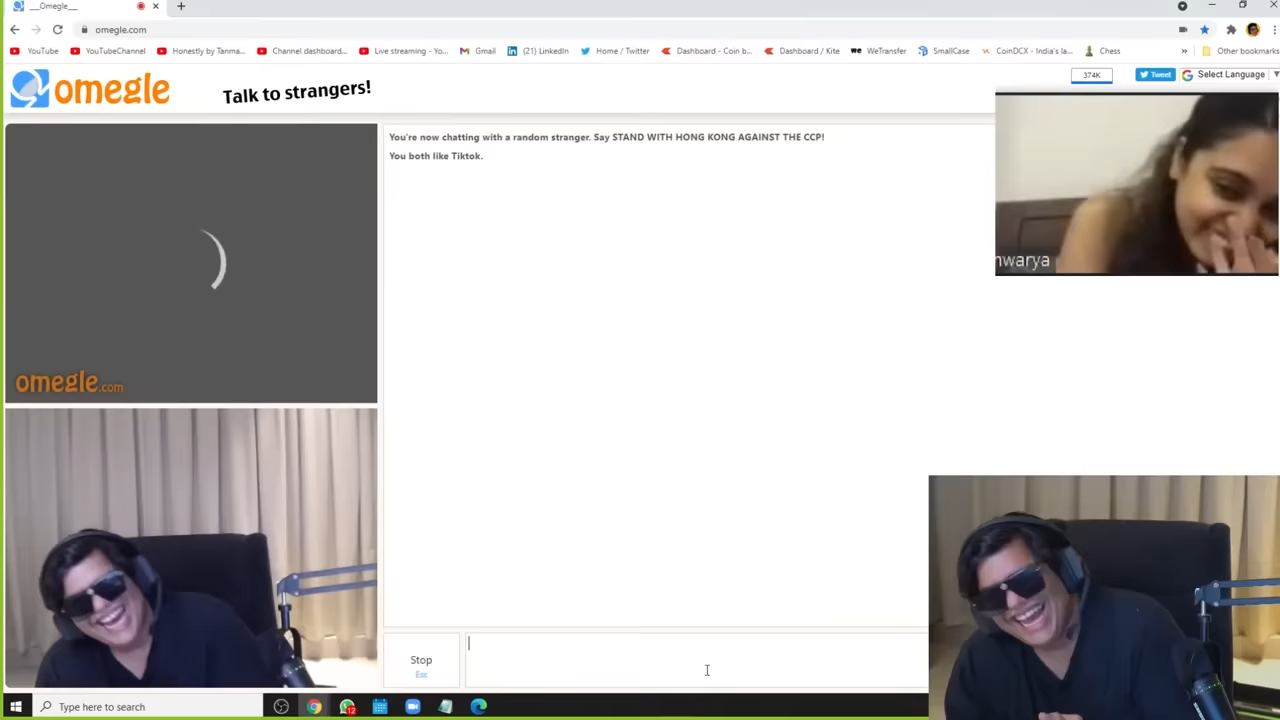 __Omegle__
omegle.com
YouTube
YouTubeChannel
Honestly by Tanma...
Channel dashboard...
Live streaming - Yo...
Gmail
(21) LinkedIn
Home / Twitter
Dashboard - Coin b...
Dashboard / Kite
WeTransfer
SmallCase
CoinDCX - India's la...
Chess
»
Other bookmarks
omegle
Talk to strangers!
374K
Tweet
Select Language
You're now chatting with a random stranger. Say STAND WITH HONG KONG AGAINST THE CCP!
You both like Tiktok.
nwarya
omegle.com
Stop
Esc
Type here to search
12